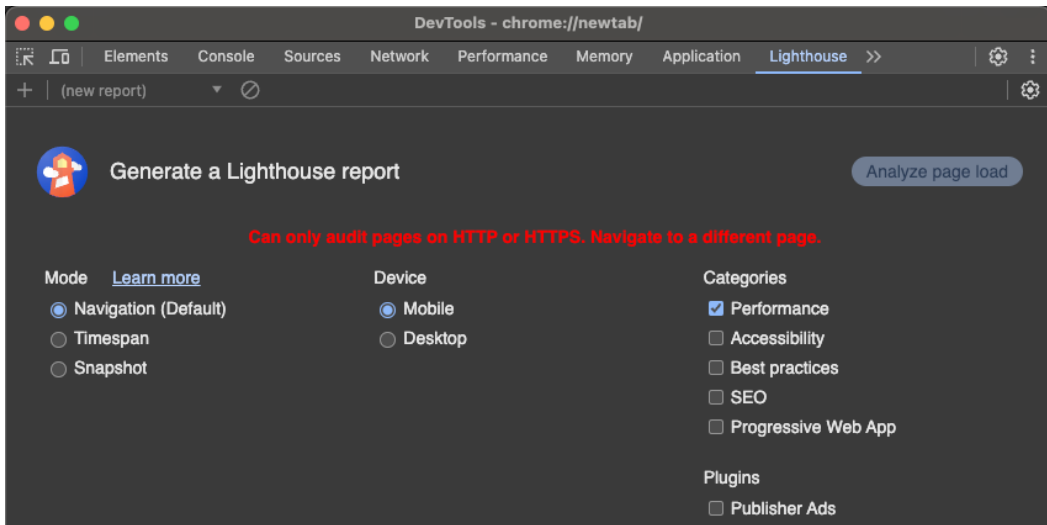 DevTools - chrome://newtab/
Elements Console Sources Network Performance Memory Application Lighthouse >>
+ (new report)
Generate a Lighthouse report
Analyze page load
Can only audit pages on HTTP or HTTPS. Navigate to a different page.
Mode Learn more Device Categories
Navigation (Default) Mobile Performance
Timespan Desktop Accessibility
Snapshot Best practices
SEO
Progressive Web App
Plugins
Publisher Ads